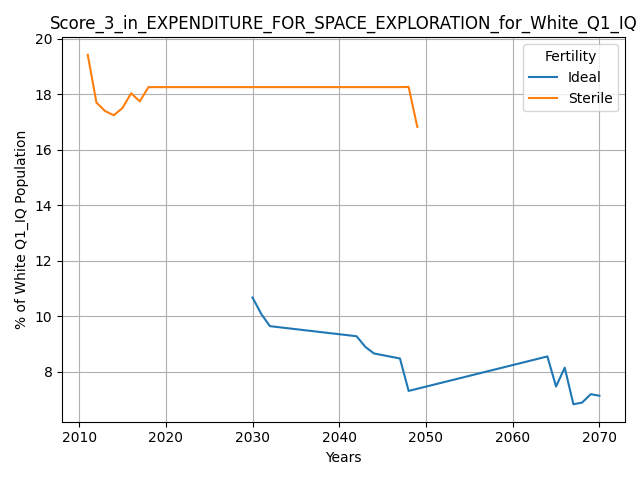 Score_3_in_EXPENDITURE_FOR_SPACE_EXPLORATION_for_White_Q1_IQ
% of White Q1_IQ Population
20
18
16
14
12
10
8
Fertility
Ideal
Sterile
2010 2020 2030 2040 2050 2060 2070
Years